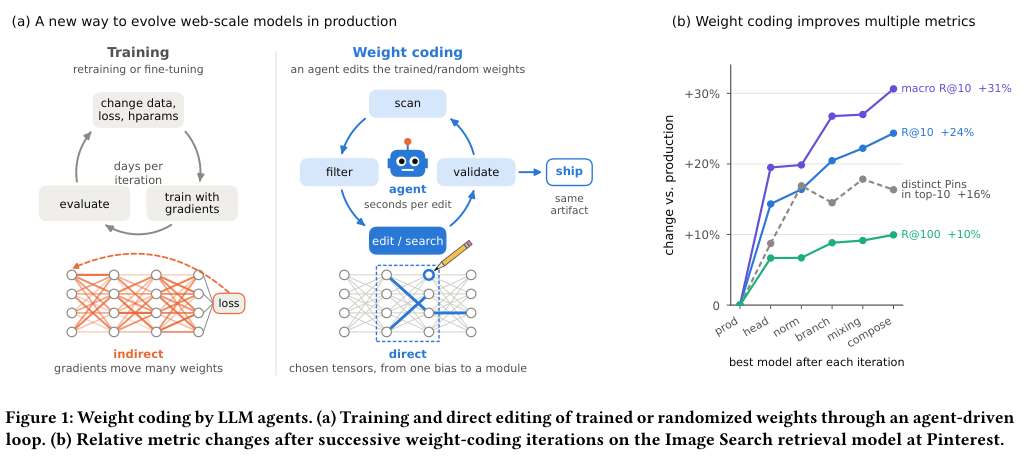 (a) A new way to evolve web-scale models in production
Training
retraining or fine-tuning
change data,
loss, hparams
days per
iteration
evaluate
train with
gradients
loss
indirect
gradients move many weights
Weight coding
an agent edits the trained/random weights
scan
filter
agent
seconds per edit
validate
ship
same
artifact
edit / search
direct
chosen tensors, from one bias to a module
(b) Weight coding improves multiple metrics
change vs. production
+30%
+20%
+10%
0
macro R@10 +31%
R@10 +24%
distinct Pins
in top-10 +16%
R@100 +10%
prod
head
norm
branch
mixing
compose
best model after each iteration
Figure 1: Weight coding by LLM agents. (a) Training and direct editing of trained or randomized weights through an agent-driven
loop. (b) Relative metric changes after successive weight-coding iterations on the Image Search retrieval model at Pinterest.